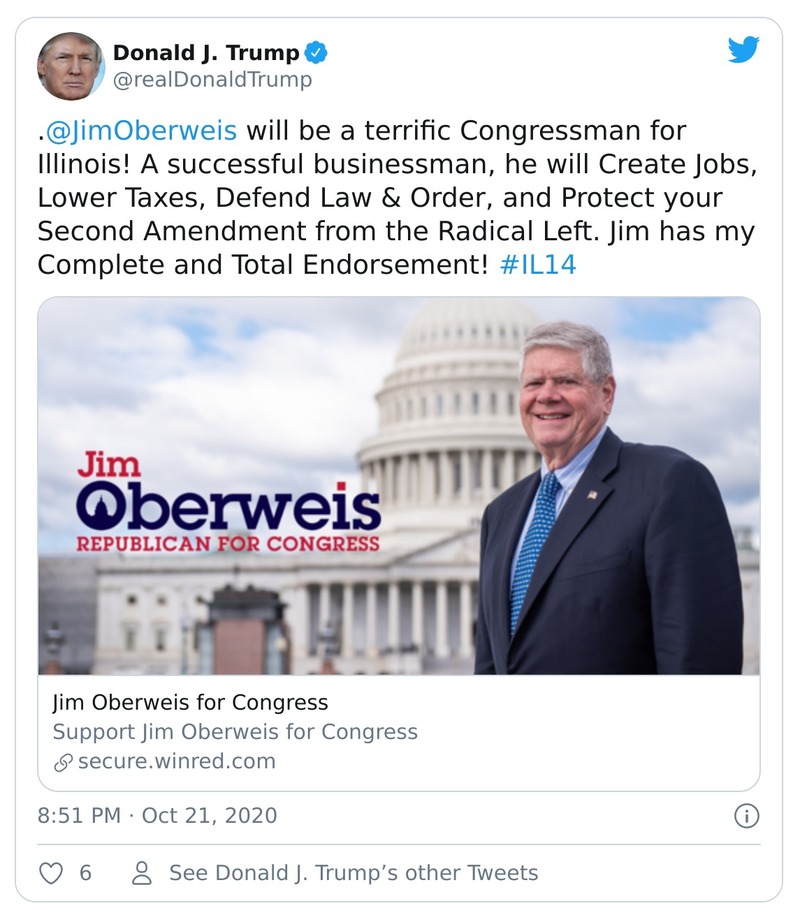 Donald J. Trump
@realDonaldTrump
.@JimOberweis will be a terrific Congressman for
Illinois! A successful businessman, he will Create Jobs,
Lower Taxes, Defend Law & Order, and Protect your
Second Amendment from the Radical Left. Jim has my
Complete and Total Endorsement! #IL14
Jim
Oberweis
REPUBLICAN FOR CONGRESS
Jim Oberweis for Congress
Support Jim Oberweis for Congress
secure.winred.com
8:51 PM · Oct 21, 2020
6 See Donald J. Trump’s other Tweets